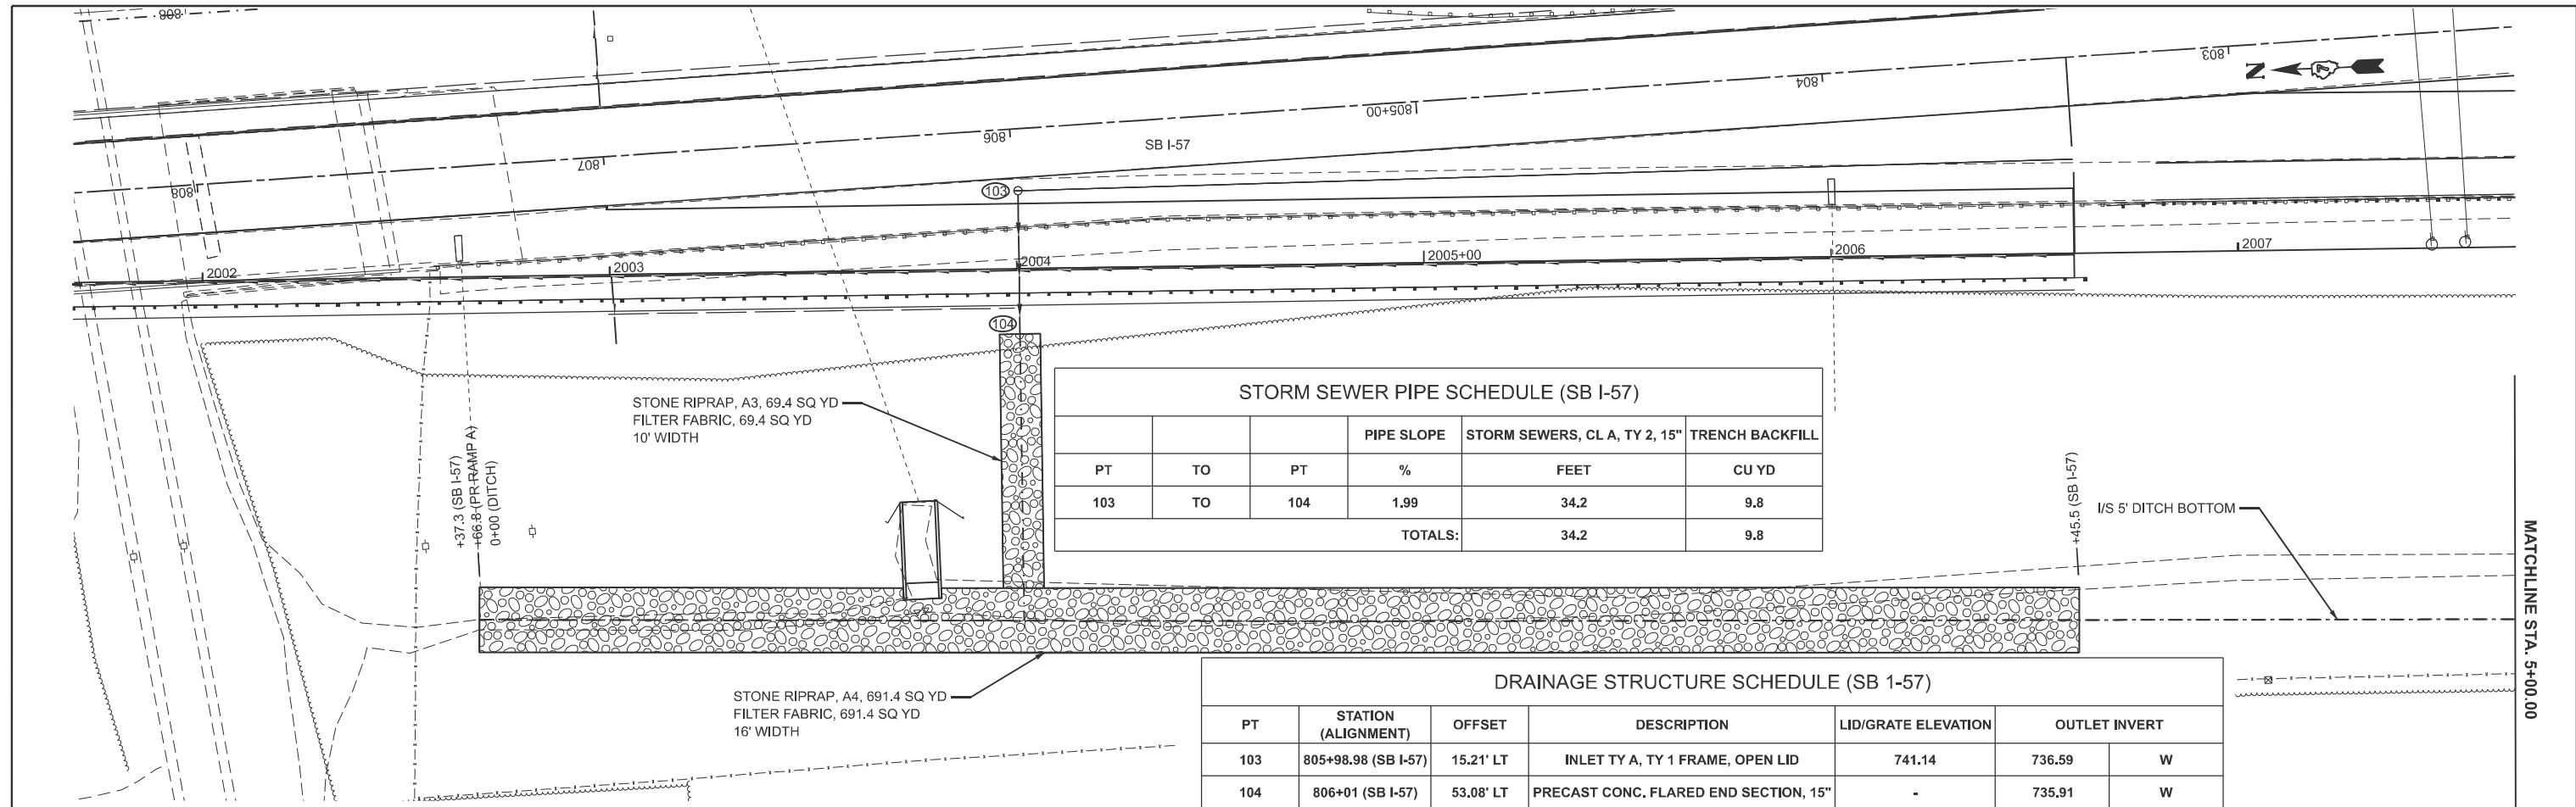 808
803
N
804
805+00
806
SB I-57
807
808
103
2002
2003
2004
2005+00
2006
2007
104
STONE RIPRAP, A3, 69.4 SQ YD
FILTER FABRIC, 69.4 SQ YD
10' WIDTH
+37.3 (SB I-57)
+66.8 (PR RAMP A)
0+00 (DITCH)
STORM SEWER PIPE SCHEDULE (SB I-57)
PIPE SLOPE STORM SEWERS, CL A, TY 2, 15" TRENCH BACKFILL
PT TO PT % FEET CU YD
103 TO 104 1.99 34.2 9.8
TOTALS: 34.2 9.8
+45.5 (SB I-57)
I/S 5' DITCH BOTTOM
MATCHLINE STA. 5+00.00
STONE RIPRAP, A4, 691.4 SQ YD
FILTER FABRIC, 691.4 SQ YD
16' WIDTH
DRAINAGE STRUCTURE SCHEDULE (SB 1-57)
PT STATION (ALIGNMENT) OFFSET DESCRIPTION LID/GRATE ELEVATION OUTLET INVERT
103 805+98.98 (SB I-57) 15.21' LT INLET TY A, TY 1 FRAME, OPEN LID 741.14 736.59 W
104 806+01 (SB I-57) 53.08' LT PRECAST CONC. FLARED END SECTION, 15" - 735.91 W